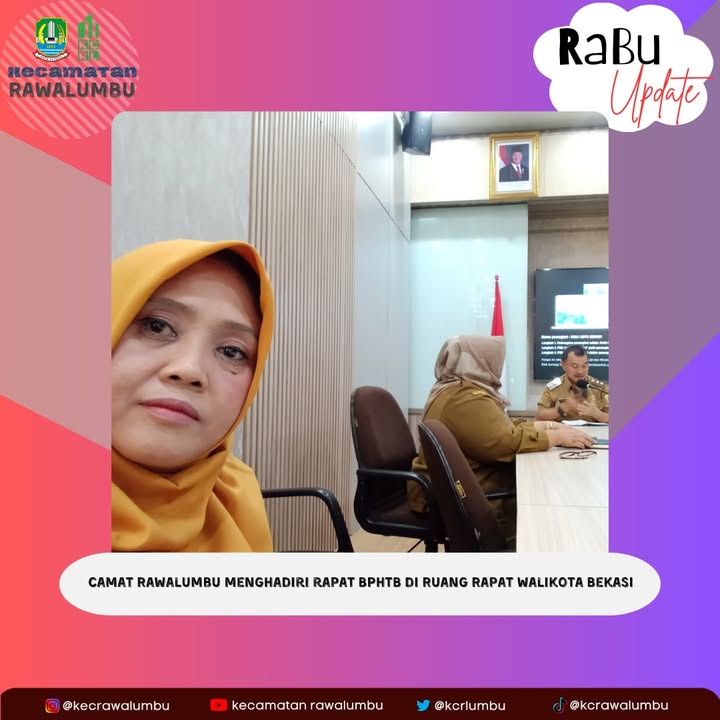 Kecamatan
RAWALUMBU
RaBu
Update
CAMAT RAWALUMBU MENGHADIRI RAPAT BPHTB DI RUANG RAPAT WALIKOTA BEKASI
@kecrawalumbu
kecamatan rawalumbu
@kcrlumbu
@kcrawalumbu